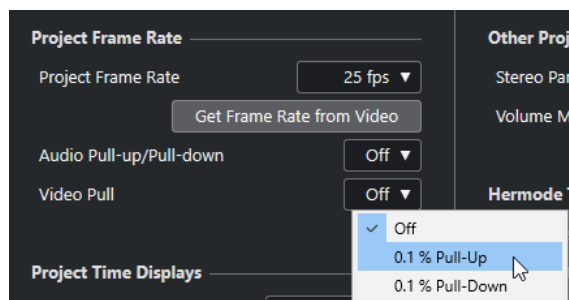 Project Frame Rate
Other Proj
Project Frame Rate
25 fps
Stereo Par
Get Frame Rate from Video
Volume M
Audio Pull-up/Pull-down
Off
Video Pull
Off
Hermode
Off
0.1 % Pull-Up
0.1 % Pull-Down
Project Time Displays